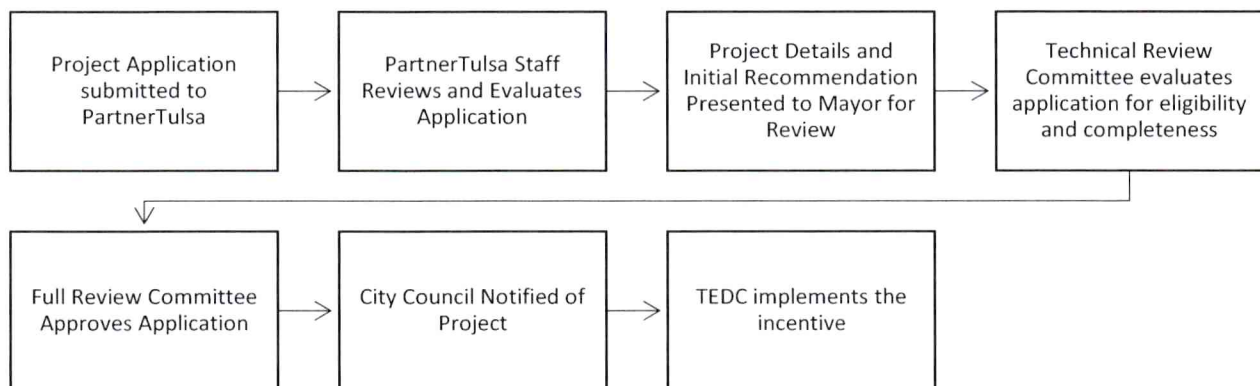 Project Application
submitted to
PartnerTulsa
PartnerTulsa Staff
Reviews and Evaluates
Application
Project Details and
Initial Recommendation
Presented to Mayor for
Review
Technical Review
Committee evaluates
application for eligibility
and completeness
Full Review Committee
Approves Application
City Council Notified of
Project
TEDC implements the
incentive